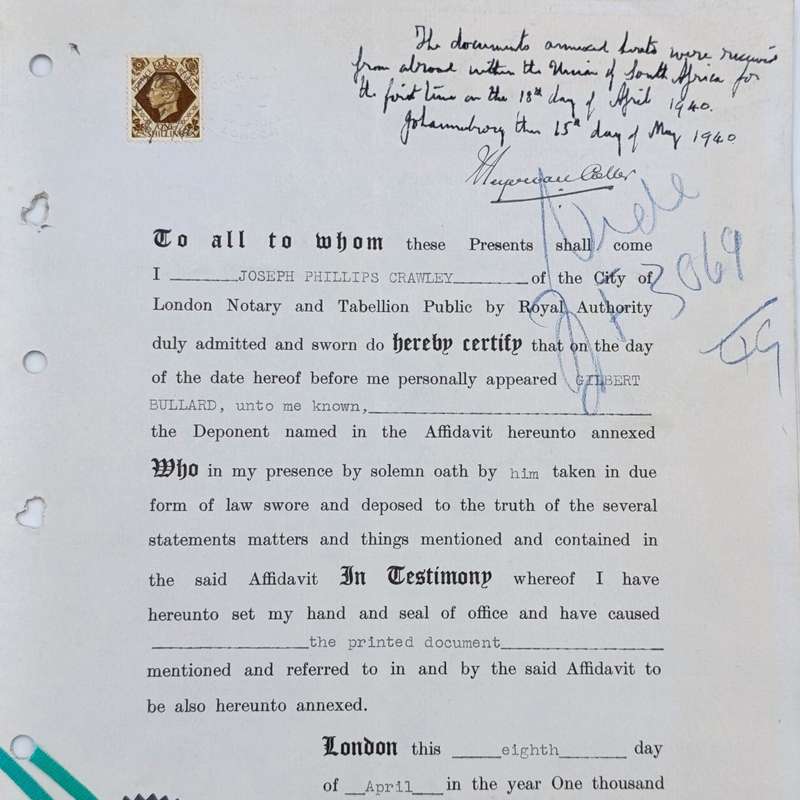 The documents annexed hereto were received
from abroad within the Union of South Africa for
the first time on the 18th day of April 1940.
Johannesburg this 15th day of May 1940
SHILLING
To all to whom these Presents shall come
I JOSEPH PHILLIPS CRAWLEY of the City of
London Notary and Tabellion Public by Royal Authority
duly admitted and sworn do hereby certify that on the day
of the date hereof before me personally appeared GILBERT
BULLARD, unto me known,
the Deponent named in the Affidavit hereunto annexed
Who in my presence by solemn oath by him taken in due
form of law swore and deposed to the truth of the several
statements matters and things mentioned and contained in
the said Affidavit In Testimony whereof I have
hereunto set my hand and seal of office and have caused
the printed document
mentioned and referred to in and by the said Affidavit to
be also hereunto annexed.
London this eighth day
of April in the year One thousand
3069